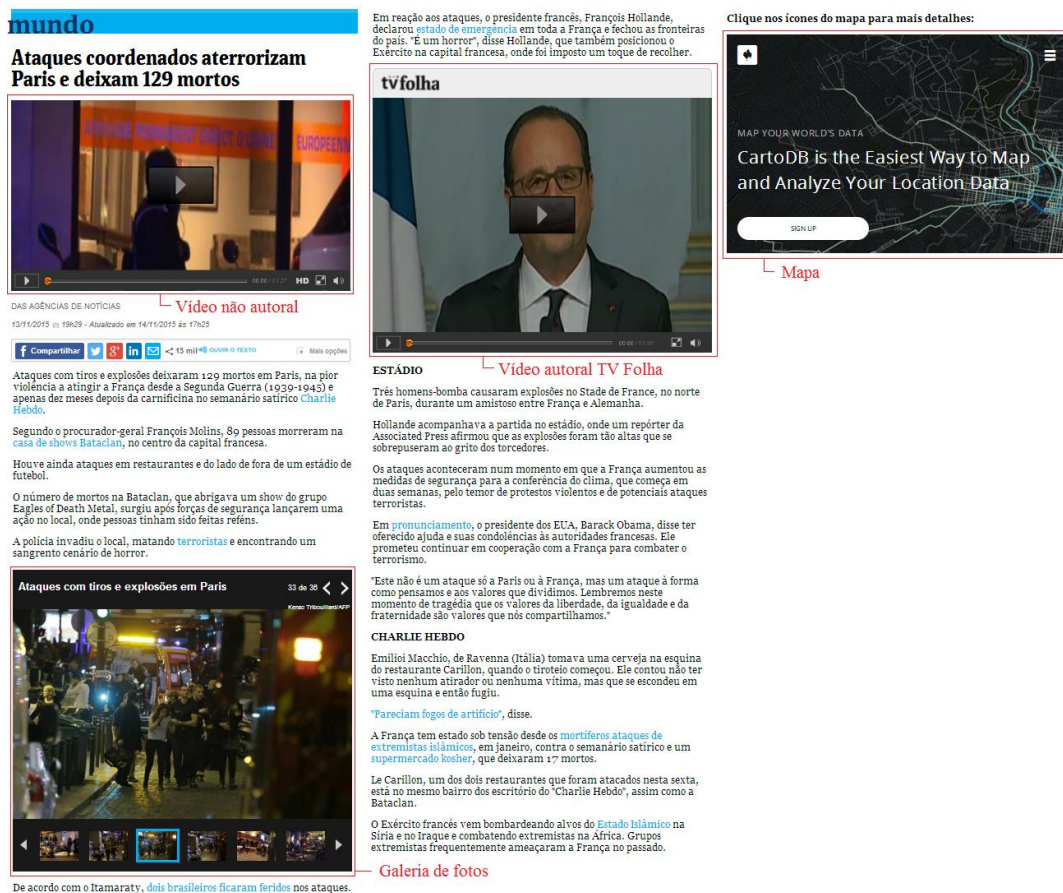 mundo
Ataques coordenados aterrorizam
Paris e deixam 129 mortos
EUROPEENN
00:00 / 01:27 HD
Vídeo não autoral
DAS AGÊNCIAS DE NOTÍCIAS
13/11/2015 19h29 - Atualizado em 14/11/2015 às 17h25
Compartilhar 15 mil OUVIR O TEXTO + Mais opções
Ataques com tiros e explosões deixaram 129 mortos em Paris, na pior
violência a atingir a França desde a Segunda Guerra (1939-1945) e
apenas dez meses depois da carnificina no semanário satírico Charlie
Hebdo.
Segundo o procurador-geral François Molins, 89 pessoas morreram na
casa de shows Bataclan, no centro da capital francesa.
Houve ainda ataques em restaurantes e do lado de fora de um estádio de
futebol.
O número de mortos na Bataclan, que abrigava um show do grupo
Eagles of Death Metal, surgiu após forças de segurança lançarem uma
ação no local, onde pessoas tinham sido feitas reféns.
A polícia invadiu o local, matando terroristas e encontrando um
sangrento cenário de horror.
Ataques com tiros e explosões em Paris 33 de 36
Kenzo Tribouillard/AFP
Galeria de fotos
De acordo com o Itamaraty, dois brasileiros ficaram feridos nos ataques.
Em reação aos ataques, o presidente francês, François Hollande,
declarou estado de emergência em toda a França e fechou as fronteiras
do país. "É um horror", disse Hollande, que também posicionou o
Exército na capital francesa, onde foi imposto um toque de recolher.
tvfolha
Vídeo autoral TV Folha
ESTÁDIO
Três homens-bomba causaram explosões no Stade de France, no norte
de Paris, durante um amistoso entre França e Alemanha.
Hollande acompanhava a partida no estádio, onde um repórter da
Associated Press afirmou que as explosões foram tão altas que se
sobrepuseram ao grito dos torcedores.
Os ataques aconteceram num momento em que a França aumentou as
medidas de segurança para a conferência do clima, que começa em
duas semanas, pelo temor de protestos violentos e de potenciais ataques
terroristas.
Em pronunciamento, o presidente dos EUA, Barack Obama, disse ter
oferecido ajuda e suas condolências às autoridades francesas. Ele
prometeu continuar em cooperação com a França para combater o
terrorismo.
"Este não é um ataque só a Paris ou à França, mas um ataque à forma
como pensamos e aos valores que dividimos. Lembremos neste
momento de tragédia que os valores da liberdade, da igualdade e da
fraternidade são valores que nós compartilhamos."
CHARLIE HEBDO
Emilioi Macchio, de Ravenna (Itália) tomava uma cerveja na esquina
do restaurante Carillon, quando o tiroteio começou. Ele contou não ter
visto nenhum atirador ou nenhuma vítima, mas que se escondeu em
uma esquina e então fugiu.
"Pareciam fogos de artifício", disse.
A França tem estado sob tensão desde os mortíferos ataques de
extremistas islâmicos, em janeiro, contra o semanário satírico e um
supermercado kosher, que deixaram 17 mortos.
Le Carillon, um dos dois restaurantes que foram atacados nesta sexta,
está no mesmo bairro dos escritório do "Charlie Hebdo", assim como a
Bataclan.
O Exército francês vem bombardeando alvos do Estado Islâmico na
Síria e no Iraque e combatendo extremistas na África. Grupos
extremistas frequentemente ameaçaram a França no passado.
Clique nos ícones do mapa para mais detalhes:
MAP YOUR WORLD'S DATA
CartoDB is the Easiest Way to Map
and Analyze Your Location Data
SIGN UP
Mapa